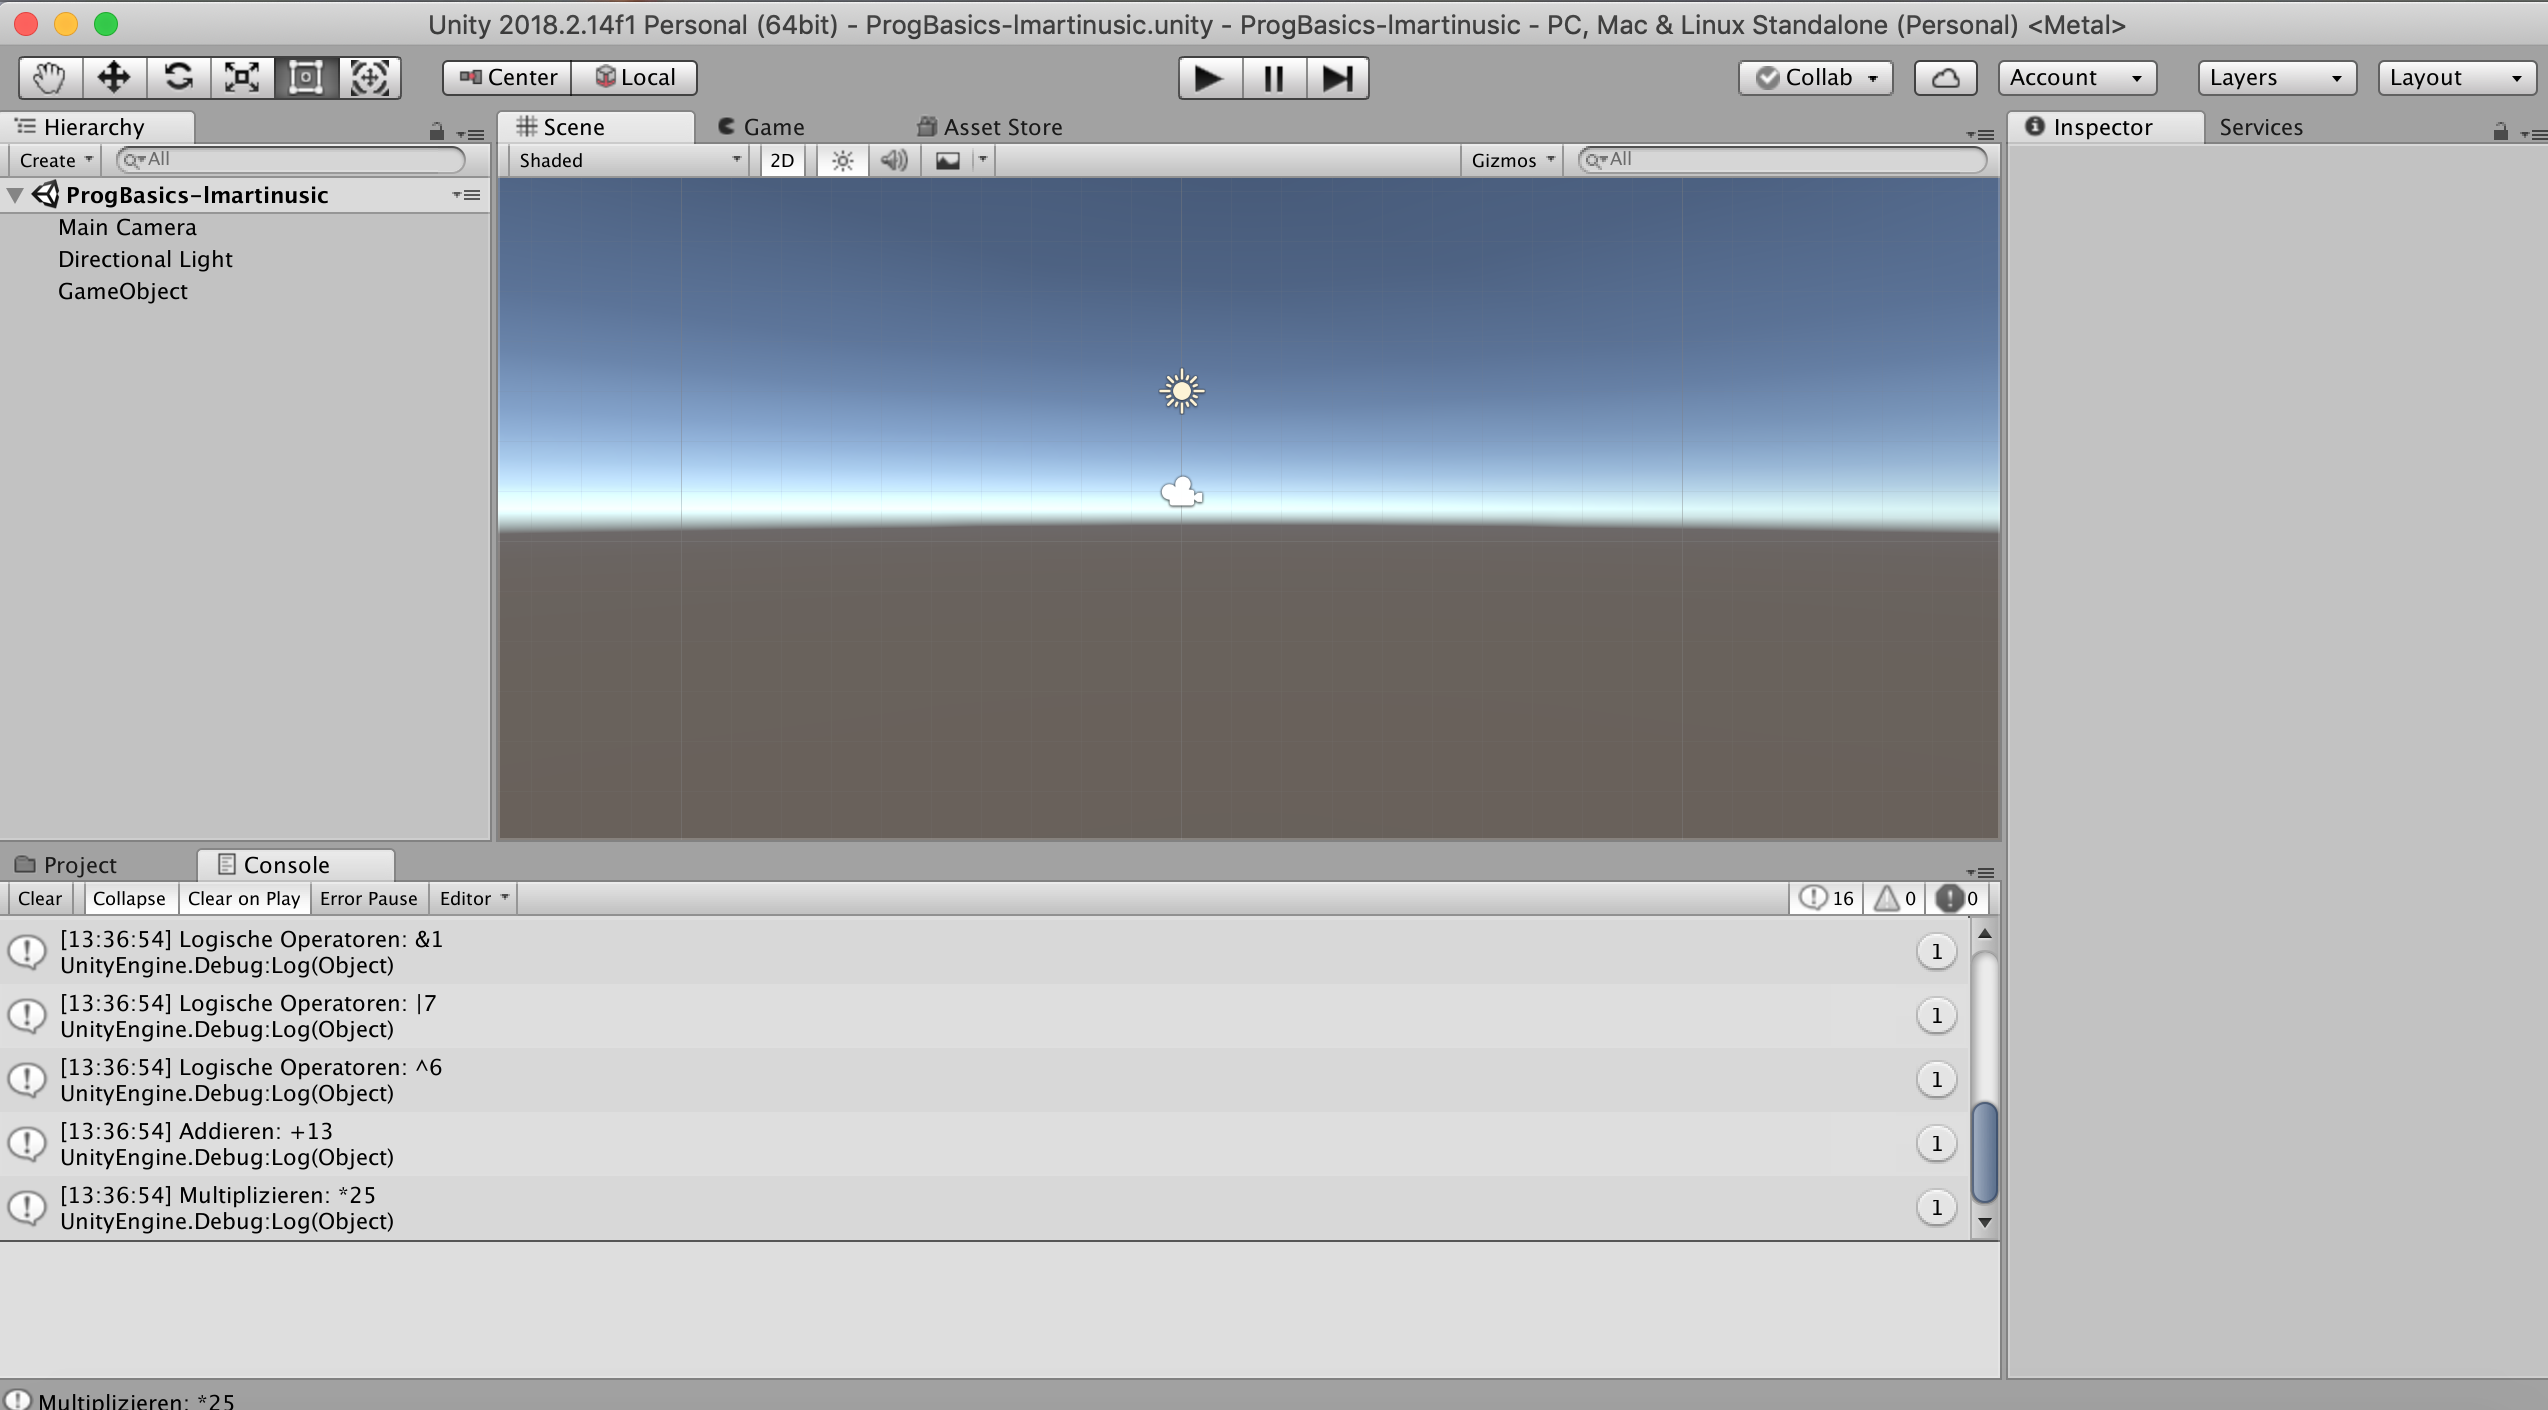 Unity 2018.2.14f1 Personal (64bit) - ProgBasics-lmartinusic.unity - ProgBasics-lmartinusic - PC, Mac & Linux Standalone (Personal) <Metal>
Center Local Collab Account Layers Layout
Hierarchy
Create All
ProgBasics-lmartinusic
Main Camera
Directional Light
GameObject
Scene Game Asset Store
Shaded 2D Gizmos All
Inspector Services
Project Console
Clear Collapse Clear on Play Error Pause Editor 16 0 0
[13:36:54] Logische Operatoren: &1
UnityEngine.Debug:Log(Object)
1
[13:36:54] Logische Operatoren: |7
UnityEngine.Debug:Log(Object)
1
[13:36:54] Logische Operatoren: ^6
UnityEngine.Debug:Log(Object)
1
[13:36:54] Addieren: +13
UnityEngine.Debug:Log(Object)
1
[13:36:54] Multiplizieren: *25
UnityEngine.Debug:Log(Object)
1
Multiplizieren: *25